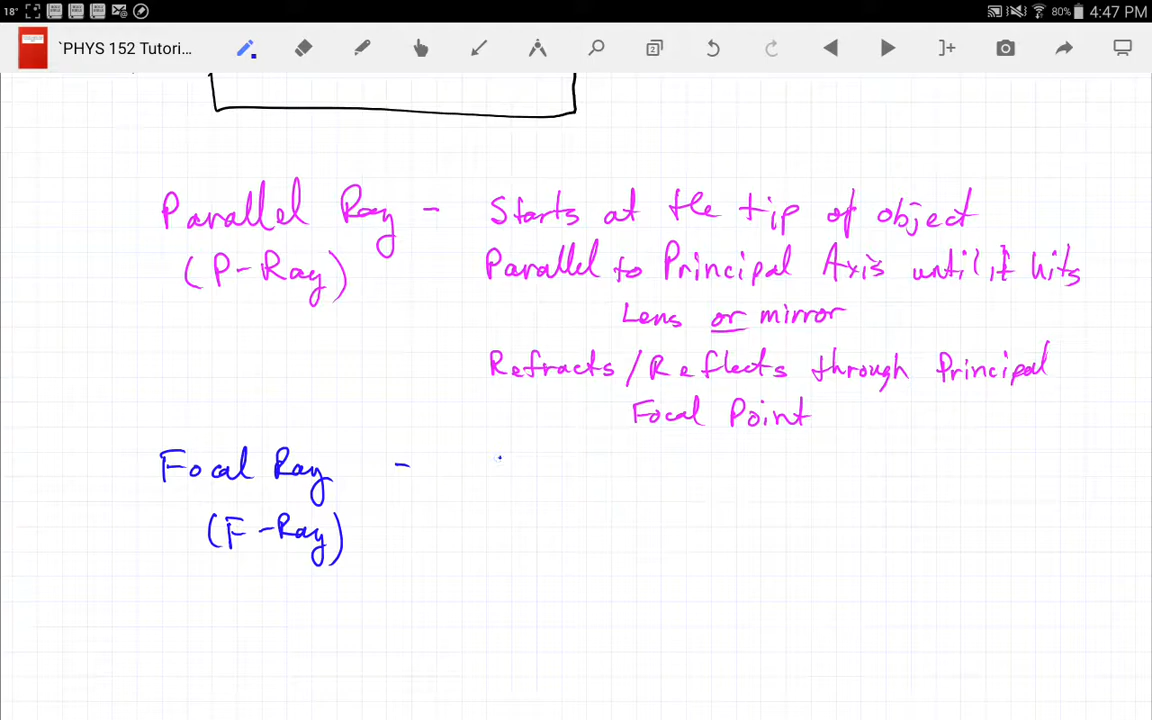 18° 80% 4:47 PM
`PHYS 152 Tutori...
Parallel Ray - Starts at the tip of object
(P-Ray) Parallel to Principal Axis until it hits
Lens or mirror
Refracts/Reflects through Principal
Focal Point
Focal Ray -
(F-Ray)